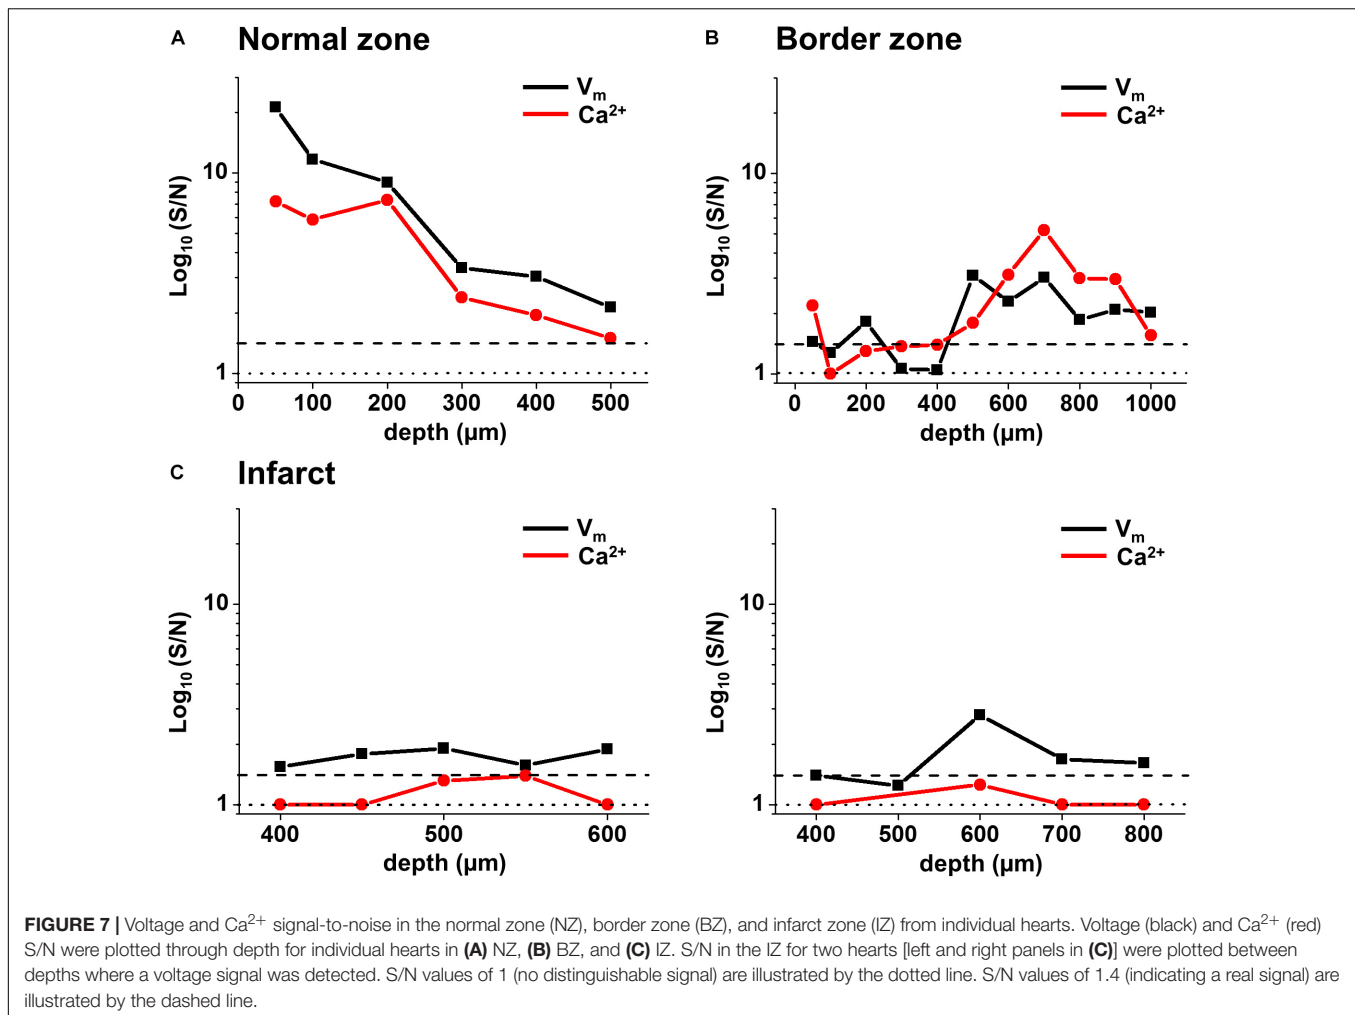 A Normal zone
Vm
Ca2+
Log10 (S/N)
10
1
0 100 200 300 400 500
depth (µm)
B Border zone
Vm
Ca2+
Log10 (S/N)
10
1
0 200 400 600 800 1000
depth (µm)
C Infarct
Vm
Ca2+
Log10 (S/N)
10
1
400 500 600
depth (µm)
Vm
Ca2+
Log10 (S/N)
10
1
400 500 600 700 800
depth (µm)
FIGURE 7 | Voltage and Ca2+ signal-to-noise in the normal zone (NZ), border zone (BZ), and infarct zone (IZ) from individual hearts. Voltage (black) and Ca2+ (red)
S/N were plotted through depth for individual hearts in (A) NZ, (B) BZ, and (C) IZ. S/N in the IZ for two hearts [left and right panels in (C)] were plotted between
depths where a voltage signal was detected. S/N values of 1 (no distinguishable signal) are illustrated by the dotted line. S/N values of 1.4 (indicating a real signal) are
illustrated by the dashed line.